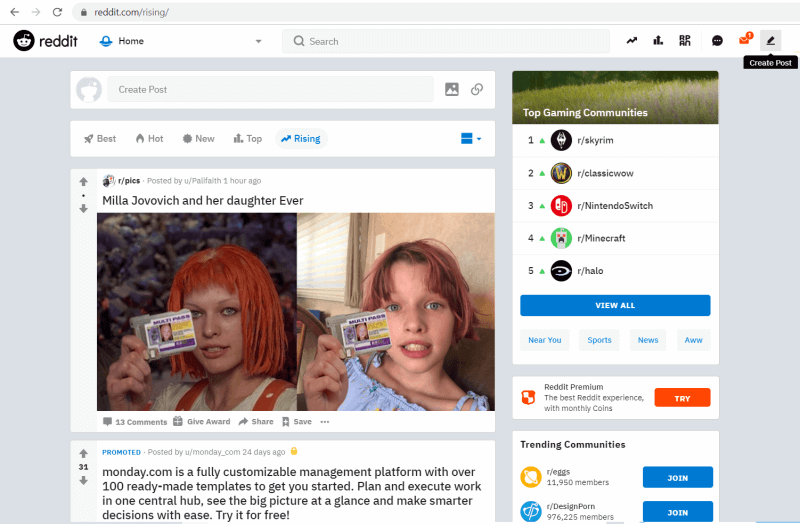 reddit.com/rising/
reddit
Home
Search
1
Create Post
Create Post
Best
Hot
New
Top
Rising
r/pics · Posted by u/Palifaith 1 hour ago
Milla Jovovich and her daughter Ever
MULTI PASS
MULTI PASS
13 Comments
Give Award
Share
Save
PROMOTED · Posted by u/monday_com 24 days ago
31
monday.com is a fully customizable management platform with over
100 ready-made templates to get you started. Plan and execute work
in one central hub, see the big picture at a glance and make smarter
decisions with ease. Try it for free!
Top Gaming Communities
1 r/skyrim
2 r/classicwow
3 r/NintendoSwitch
4 r/Minecraft
5 r/halo
VIEW ALL
Near You
Sports
News
Aww
Reddit Premium
The best Reddit experience,
with monthly Coins
TRY
Trending Communities
r/eggs
11,950 members
JOIN
r/DesignPorn
976,225 members
JOIN